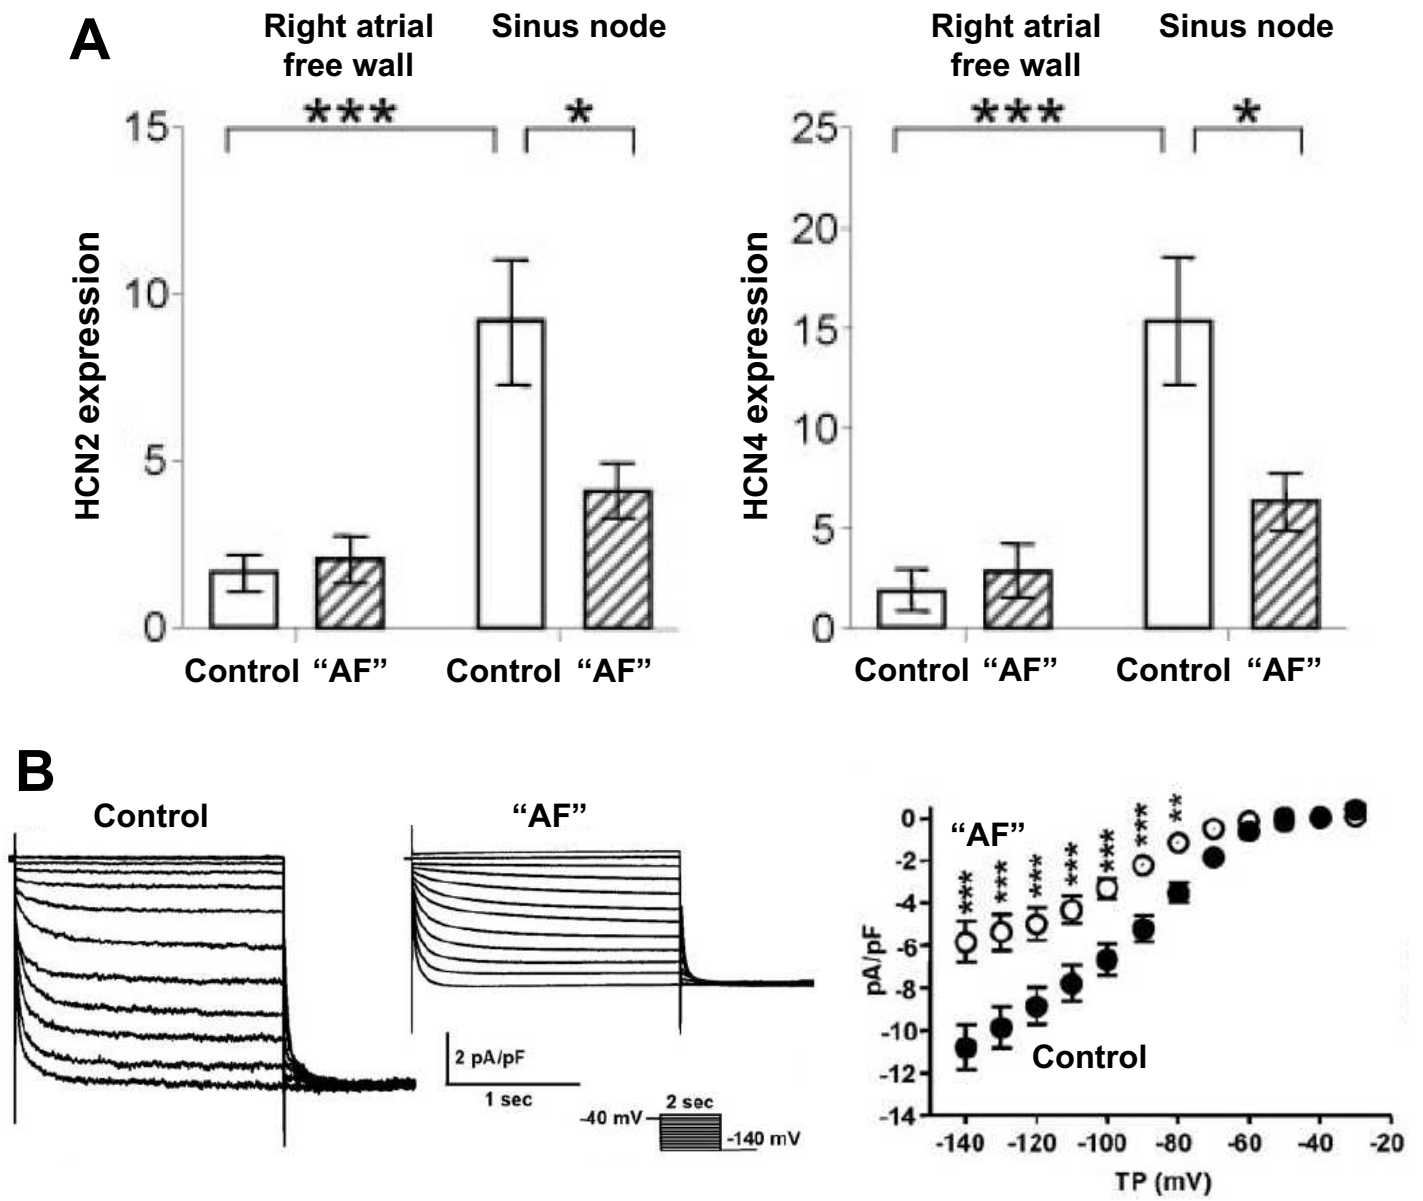 A
Right atrial
free wall
Sinus node
***
*
15
10
5
0
HCN2 expression
Control “AF”
Control “AF”
Right atrial
free wall
Sinus node
***
*
25
20
15
10
5
0
HCN4 expression
Control “AF”
Control “AF”
B
Control
“AF”
2 pA/pF
1 sec
2 sec
-40 mV
-140 mV
“AF”
Control
***
***
***
***
***
***
**
0
-2
-4
-6
-8
-10
-12
-14
pA/pF
-140 -120 -100 -80 -60 -40 -20
TP (mV)